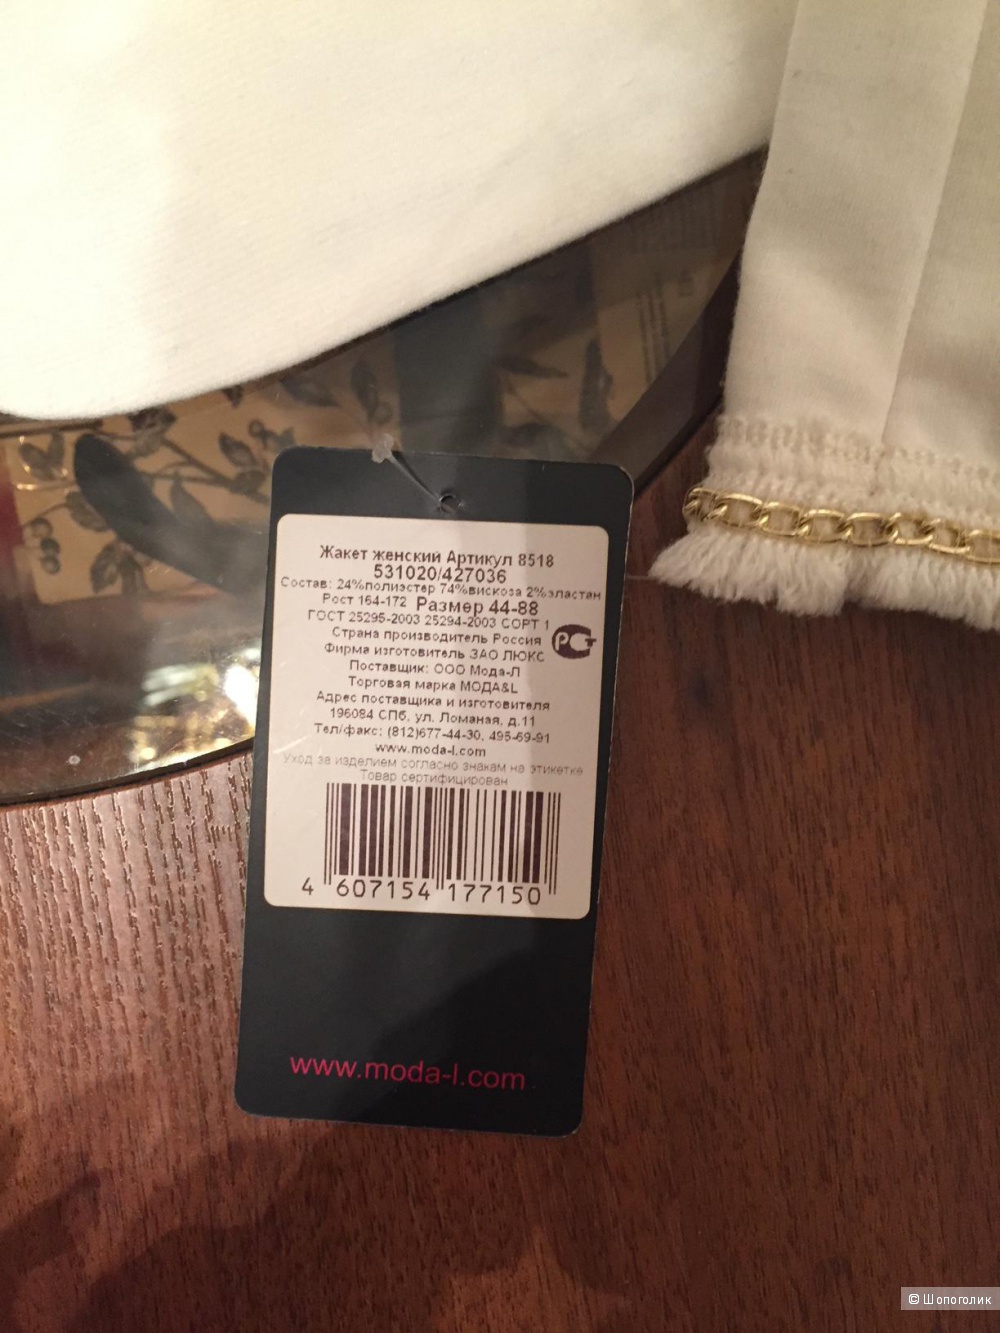 Жакет женский Артикул 8518
531020/427036
Состав: 24%полиэстер 74%вискоза 2%эластан
Рост 164-172 Размер 44-88
ГОСТ 25295-2003 25294-2003 СОРТ 1
Страна производитель Россия
Фирма изготовитель ЗАО ЛЮКС
Поставщик: ООО Мода-Л
Торговая марка МОДА&L
Адрес поставщика и изготовителя
196084 СПб, ул. Ломаная, д.11
Тел/факс: (812)677-44-30, 495-69-91
www.moda-l.com
Уход за изделием согласно знакам на этикетке
Товар сертифицирован
4 607154 177150
www.moda-l.com
© Шопоголик